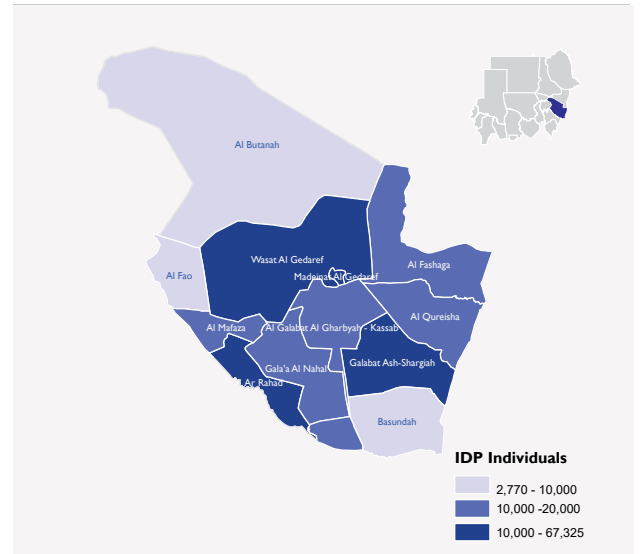 Al Butanah
Wasat Al Gedaref
Al Fashaga
Al Fao
Madeinat Al Gedaref
Al Qureisha
Al Mafaza
Al Galabat Al Gharbyah - Kassab
Galabat Ash-Shargiah
Gala'a Al Nahal
Ar Rahad
Basundah
IDP Individuals
2,770 - 10,000
10,000 -20,000
10,000 - 67,325